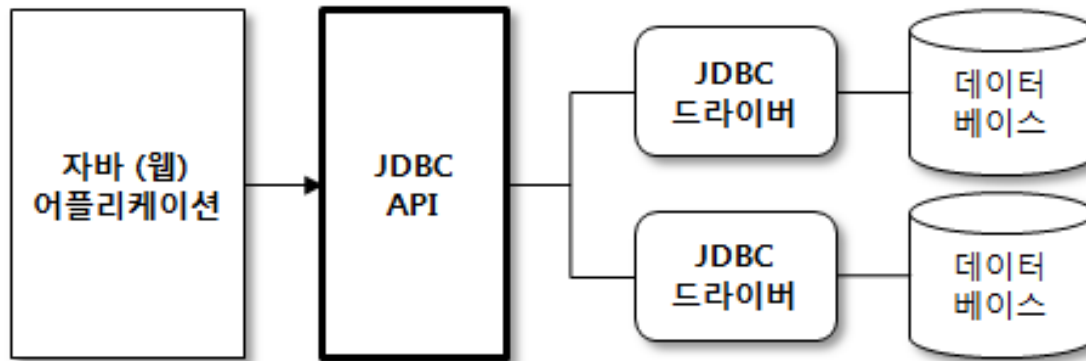 자바 (웹)
어플리케이션
JDBC
API
JDBC
드라이버
데이터
베이스
JDBC
드라이버
데이터
베이스